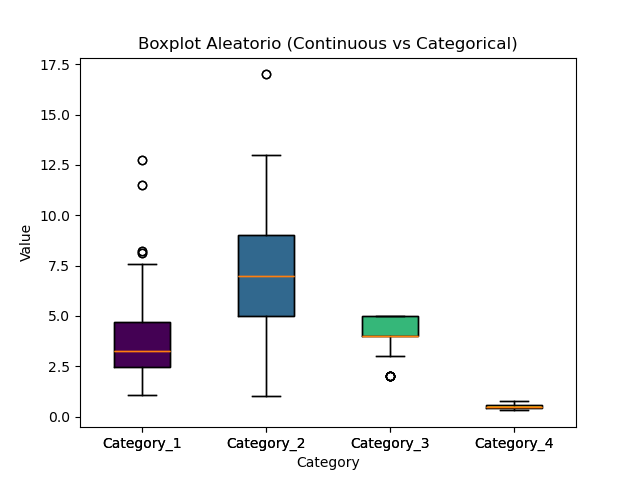 Boxplot Aleatorio (Continuous vs Categorical)
17.5
15.0
12.5
10.0
7.5
5.0
2.5
0.0
Value
Category_1 Category_2 Category_3 Category_4
Category